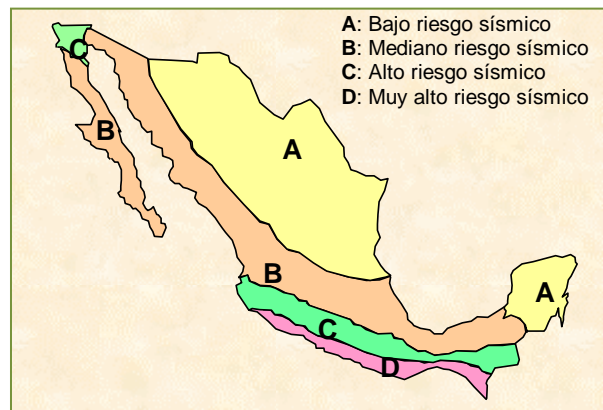 A: Bajo riesgo sísmico
B: Mediano riesgo sísmico
C: Alto riesgo sísmico
D: Muy alto riesgo sísmico
C
B
A
B
A
C
D